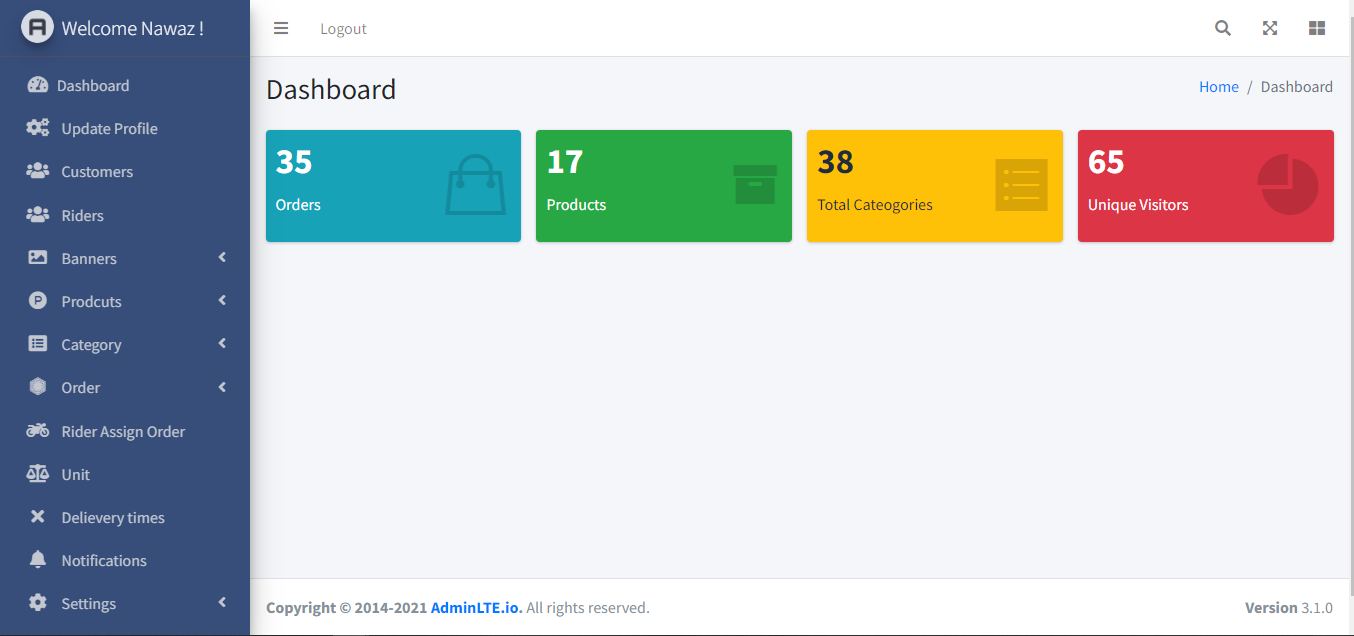 Welcome Nawaz !
Logout
Dashboard
Update Profile
Customers
Riders
Banners
Prodcuts
Category
Order
Rider Assign Order
Unit
Delievery times
Notifications
Settings
Dashboard
Home / Dashboard
35
Orders
17
Products
38
Total Cateogories
65
Unique Visitors
Copyright © 2014-2021 AdminLTE.io. All rights reserved.
Version 3.1.0